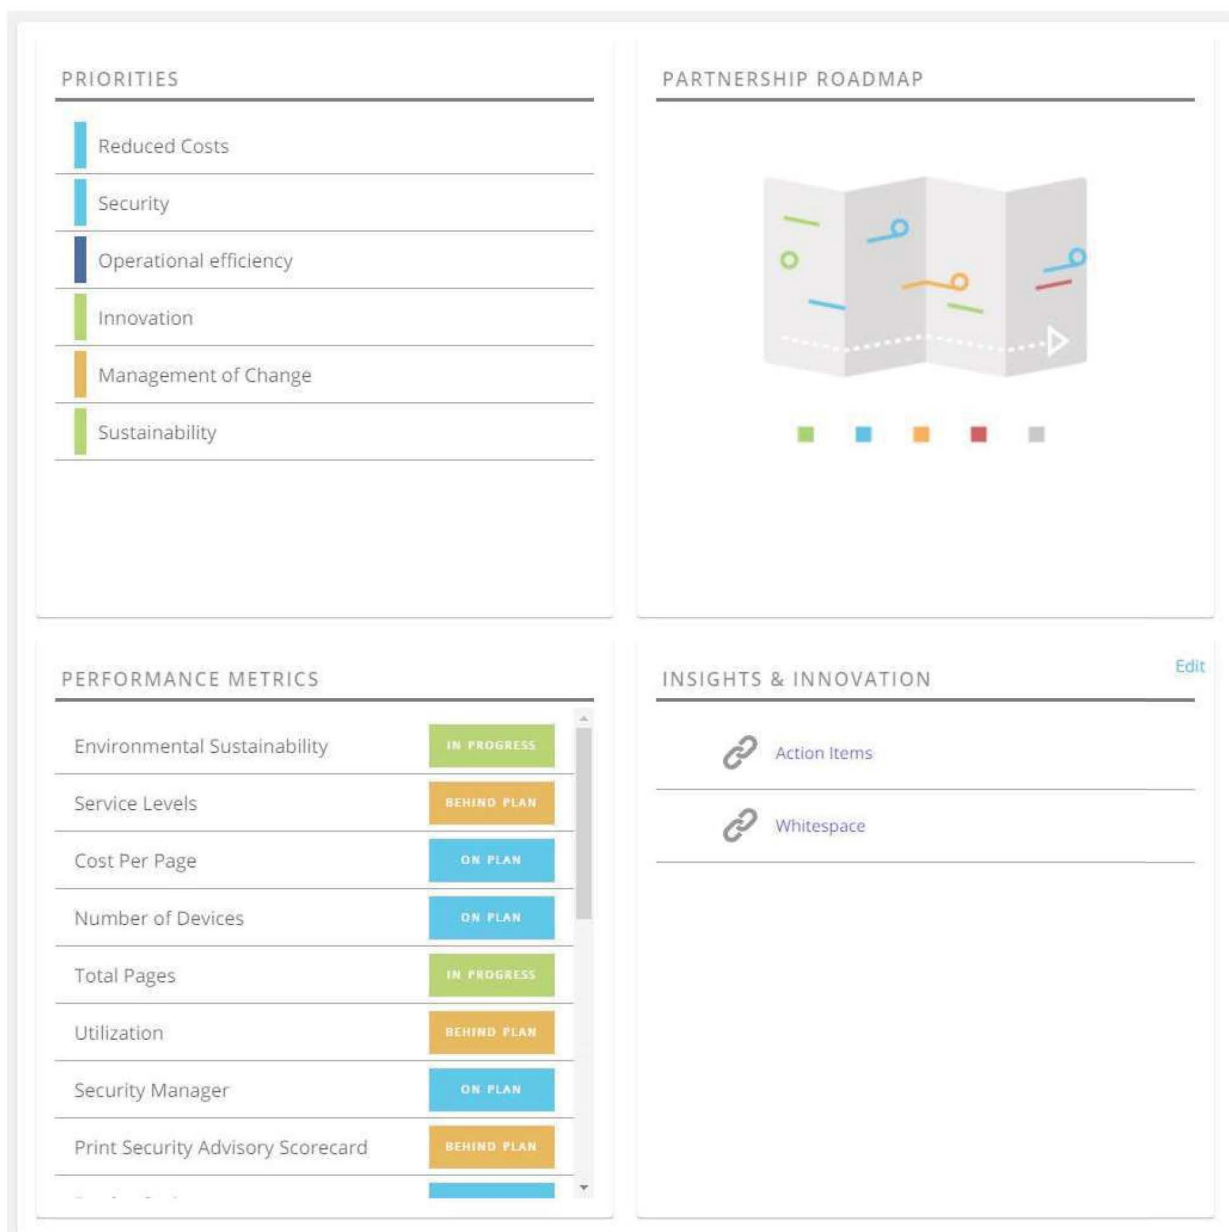 PRIORITIES
Reduced Costs
Security
Operational efficiency
Innovation
Management of Change
Sustainability
PARTNERSHIP ROADMAP
PERFORMANCE METRICS
Environmental Sustainability IN PROGRESS
Service Levels BEHIND PLAN
Cost Per Page ON PLAN
Number of Devices ON PLAN
Total Pages IN PROGRESS
Utilization BEHIND PLAN
Security Manager ON PLAN
Print Security Advisory Scorecard BEHIND PLAN
INSIGHTS & INNOVATION
Edit
Action Items
Whitespace